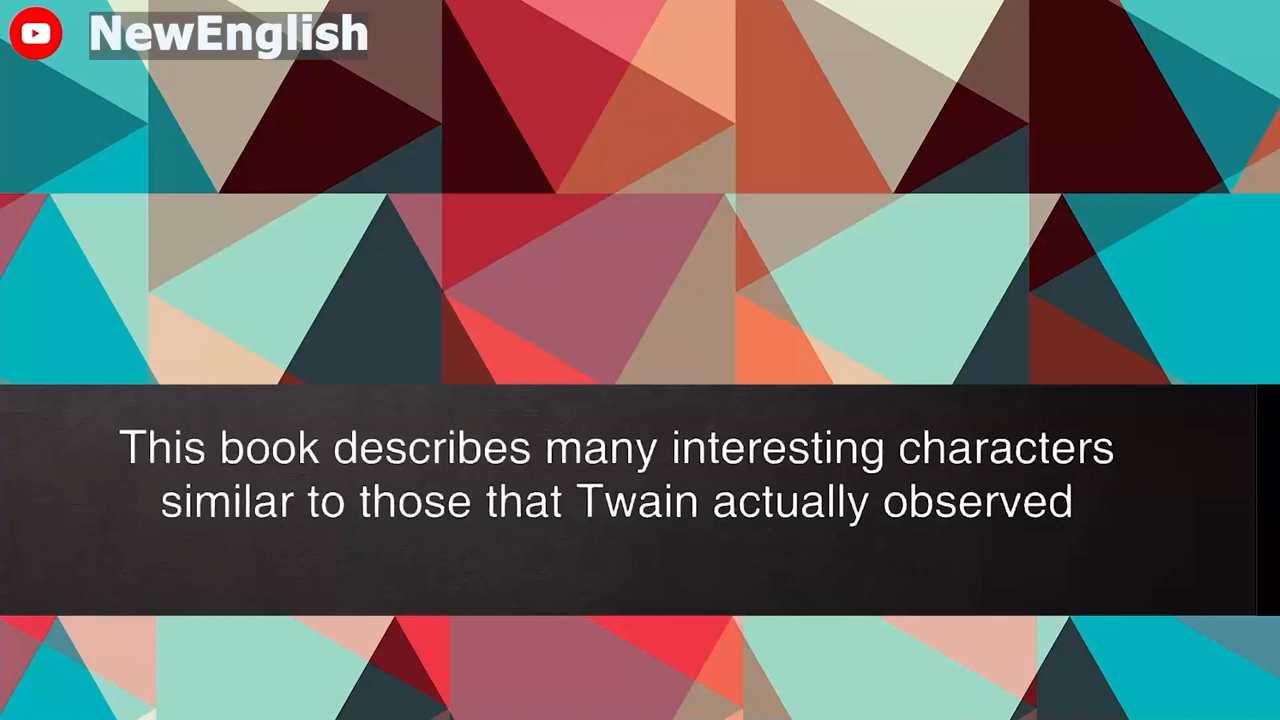 NewEnglish
This book describes many interesting characters
similar to those that Twain actually observed